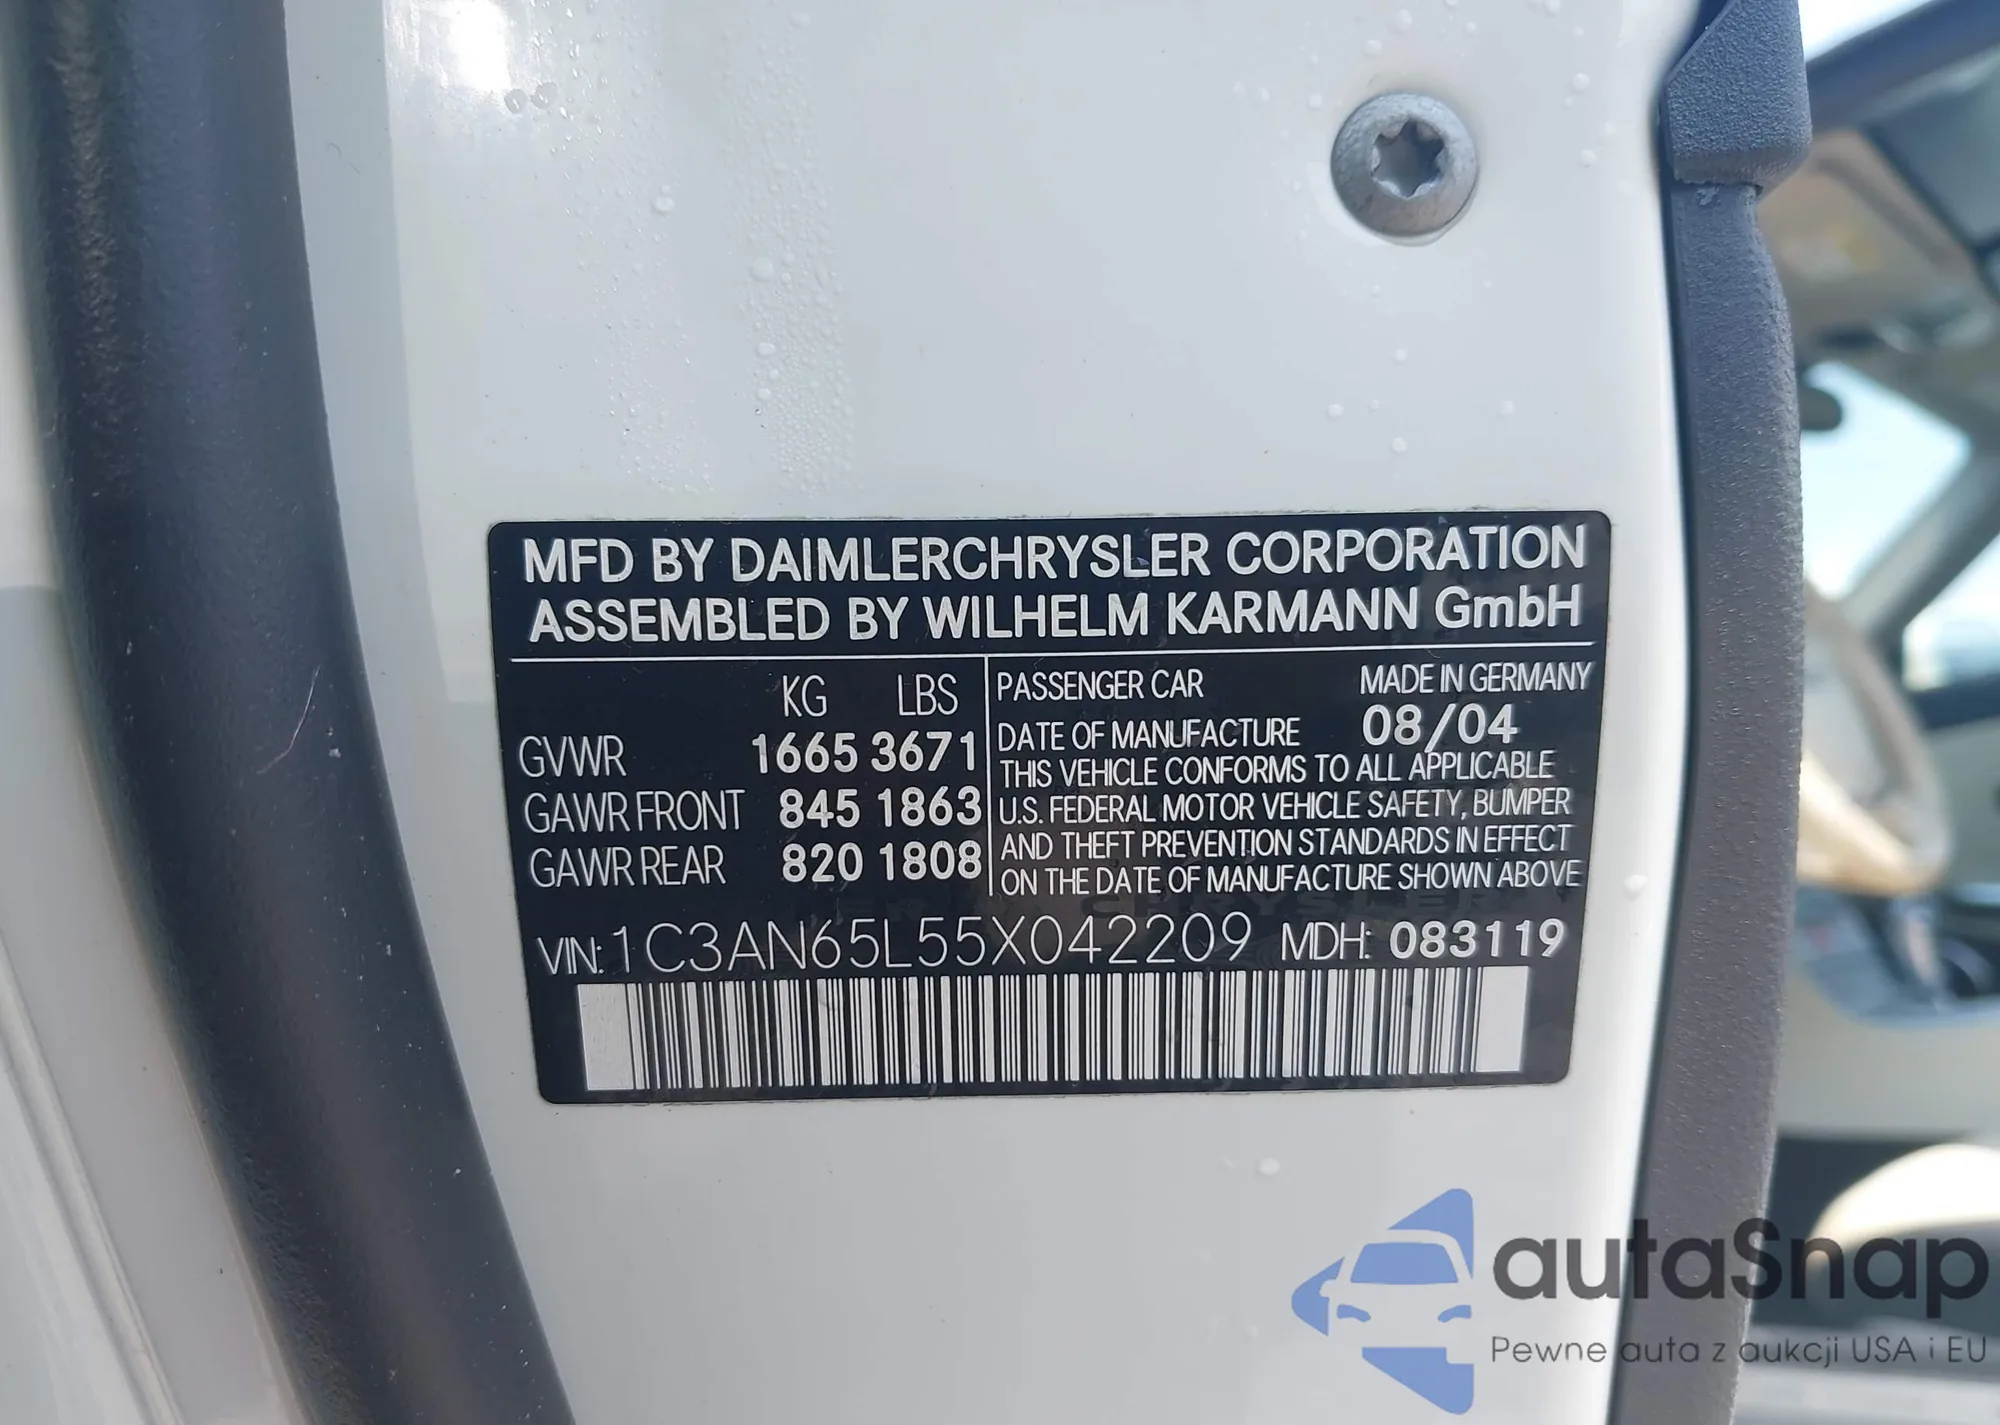 MFD BY DAIMLERCHRYSLER CORPORATION
ASSEMBLED BY WILHELM KARMANN GmbH
KG LBS
GVWR 1665 3671
GAWR FRONT 845 1863
GAWR REAR 820 1808
PASSENGER CAR MADE IN GERMANY
DATE OF MANUFACTURE 08/04
THIS VEHICLE CONFORMS TO ALL APPLICABLE
U.S. FEDERAL MOTOR VEHICLE SAFETY, BUMPER
AND THEFT PREVENTION STANDARDS IN EFFECT
ON THE DATE OF MANUFACTURE SHOWN ABOVE
VIN: 1C3AN65L55X042209 MDH: 083119
autaSnap
Pewne auta z aukcji USA i EU